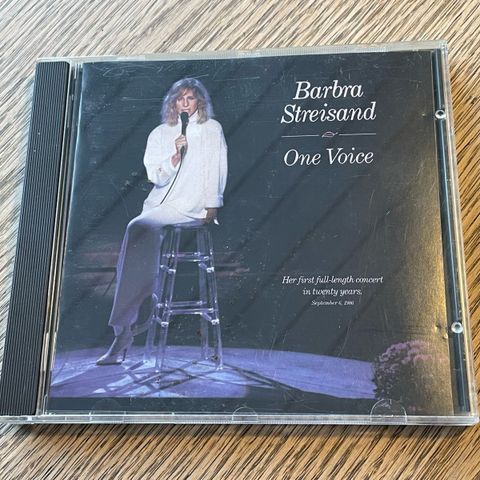 Barbra
Streisand
One Voice
Her first full-length concert
in twenty years.
September 6, 1986